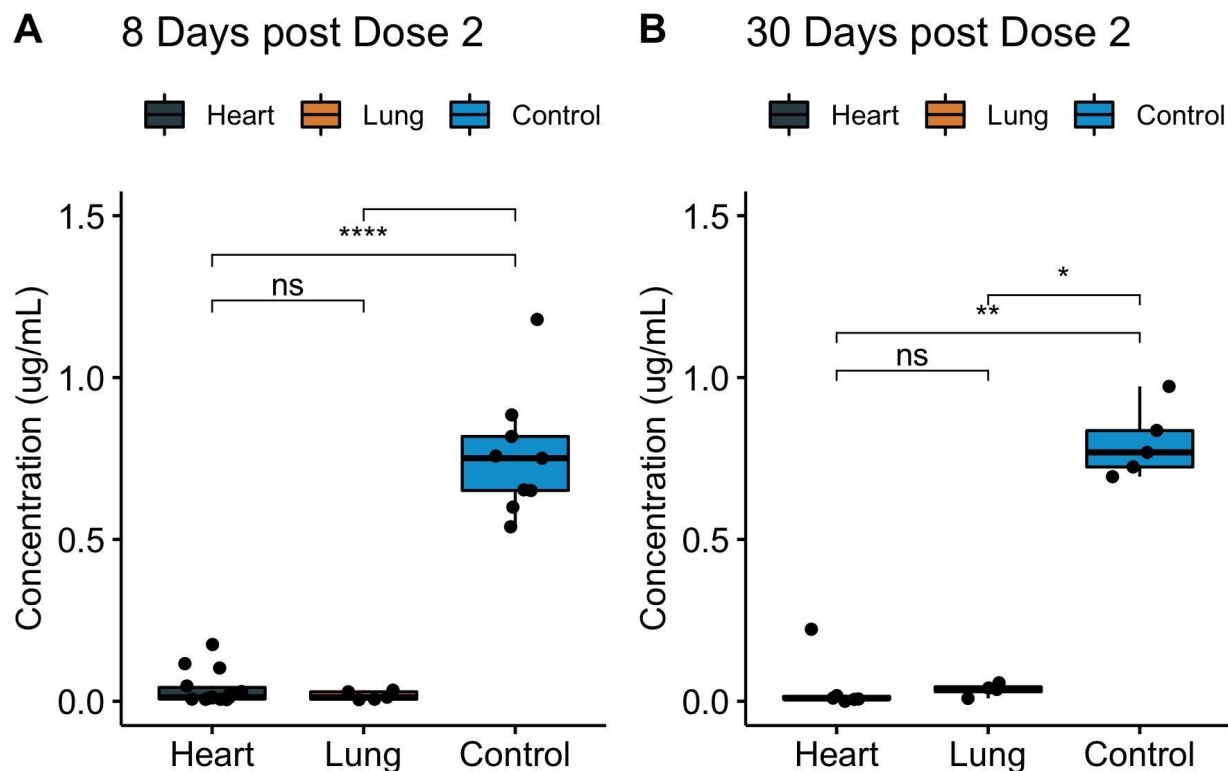 A 8 Days post Dose 2
Heart Lung Control
Concentration (ug/mL)
1.5
1.0
0.5
0.0
****
ns
Heart Lung Control
B 30 Days post Dose 2
Heart Lung Control
Concentration (ug/mL)
1.5
1.0
0.5
0.0
*
**
ns
Heart Lung Control